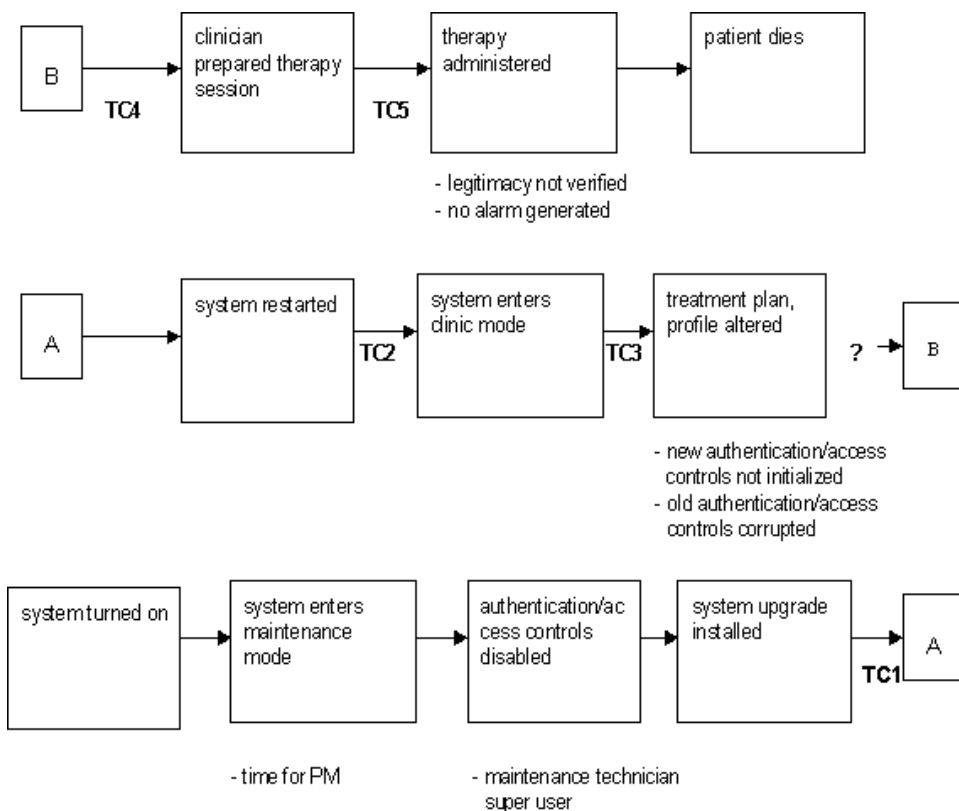 B
TC4
clinician
prepared therapy
session
TC5
therapy
administered
patient dies
- legitimacy not verified
- no alarm generated
A
system restarted
TC2
system enters
clinic mode
TC3
treatment plan,
profile altered
?
B
- new authentication/access
controls not initialized
- old authentication/access
controls corrupted
system turned on
system enters
maintenance
mode
authentication/ac
cess controls
disabled
system upgrade
installed
TC1
A
- time for PM
- maintenance technician
super user